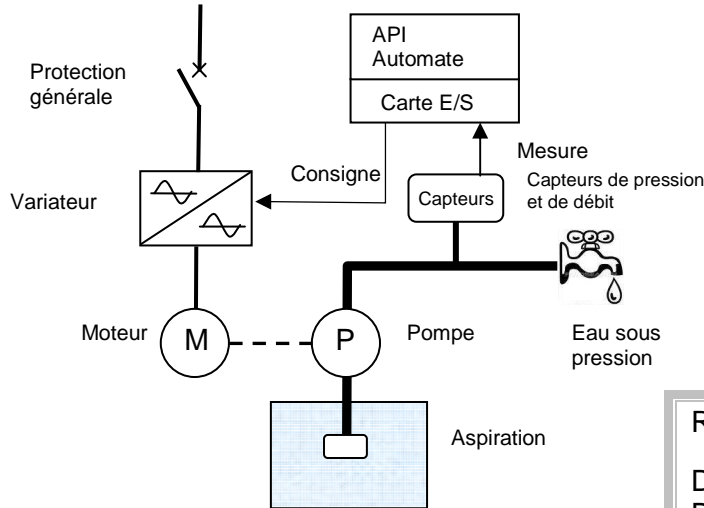 API
Automate
Carte E/S
Protection
générale
Mesure
Consigne
Capteurs de pression
et de débit
Capteurs
Variateur
Moteur
M
P
Pompe
Eau sous
pression
Aspiration
R
D